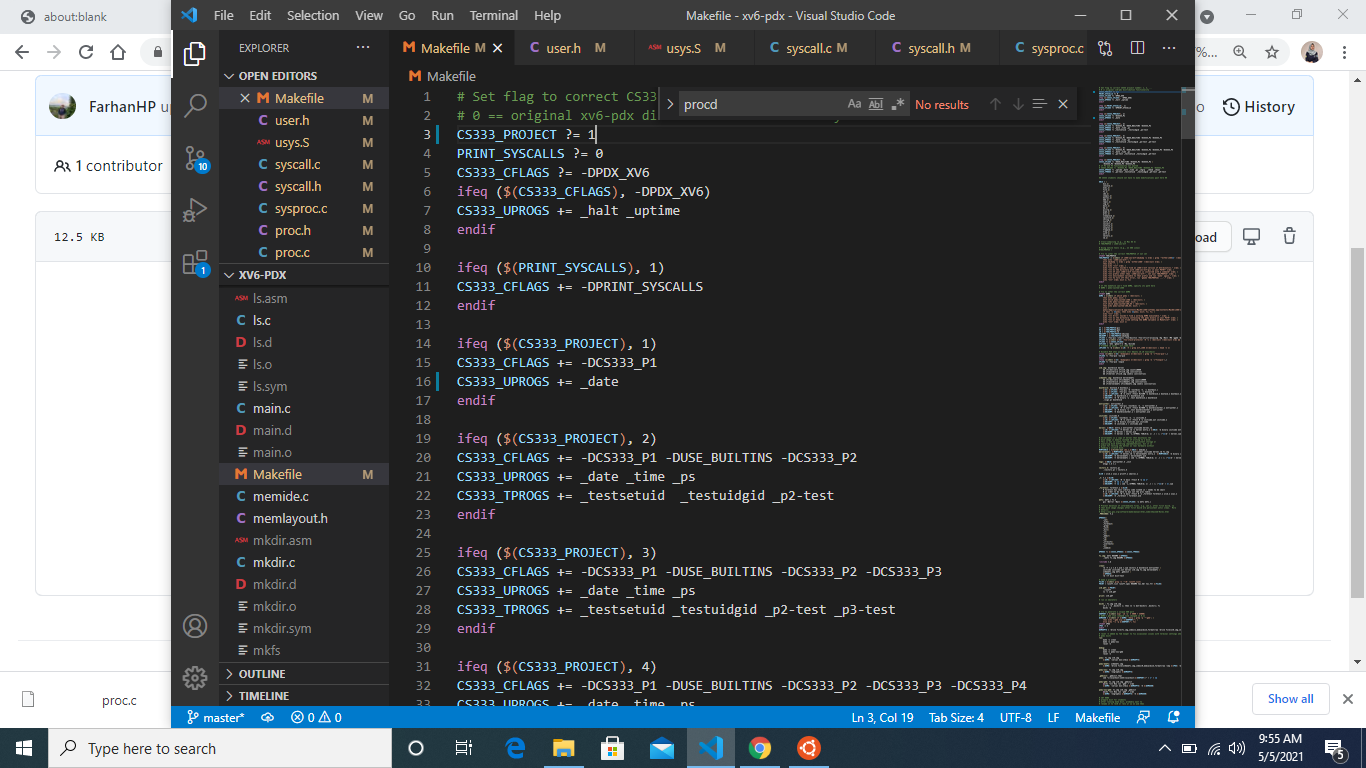 about:blank
File Edit Selection View Go Run Terminal Help
Makefile - xv6-pdx - Visual Studio Code
EXPLORER
Makefile M
user.h M
usys.S M
syscall.c M
syscall.h M
sysproc.c
OPEN EDITORS
Makefile M
user.h M
usys.S M
syscall.c M
syscall.h M
sysproc.c M
proc.h M
proc.c M
XV6-PDX
ls.asm
ls.c
ls.d
ls.o
ls.sym
main.c
main.d
main.o
Makefile M
memide.c
memlayout.h
mkdir.asm
mkdir.c
mkdir.d
mkdir.o
mkdir.sym
mkfs
OUTLINE
TIMELINE
10
1
Makefile
procd
Aa Abl .*
No results
1 # Set flag to correct CS33
2 # 0 == original xv6-pdx di
3 CS333_PROJECT ?= 1
4 PRINT_SYSCALLS ?= 0
5 CS333_CFLAGS ?= -DPDX_XV6
6 ifeq ($(CS333_CFLAGS), -DPDX_XV6)
7 CS333_UPROGS += _halt _uptime
8 endif
9
10 ifeq ($(PRINT_SYSCALLS), 1)
11 CS333_CFLAGS += -DPRINT_SYSCALLS
12 endif
13
14 ifeq ($(CS333_PROJECT), 1)
15 CS333_CFLAGS += -DCS333_P1
16 CS333_UPROGS += _date
17 endif
18
19 ifeq ($(CS333_PROJECT), 2)
20 CS333_CFLAGS += -DCS333_P1 -DUSE_BUILTINS -DCS333_P2
21 CS333_UPROGS += _date _time _ps
22 CS333_TPROGS += _testsetuid _testuidgid _p2-test
23 endif
24
25 ifeq ($(CS333_PROJECT), 3)
26 CS333_CFLAGS += -DCS333_P1 -DUSE_BUILTINS -DCS333_P2 -DCS333_P3
27 CS333_UPROGS += _date _time _ps
28 CS333_TPROGS += _testsetuid _testuidgid _p2-test _p3-test
29 endif
30
31 ifeq ($(CS333_PROJECT), 4)
32 CS333_CFLAGS += -DCS333_P1 -DUSE_BUILTINS -DCS333_P2 -DCS333_P3 -DCS333_P4
33 CS333_UPROGS += _date _time _ps
master*
0 0
Ln 3, Col 19 Tab Size: 4 UTF-8 LF Makefile
FarhanHP up
1 contributor
12.5 KB
%...
o
History
oad
proc.c
Show all
Type here to search
9:55 AM
5/5/2021
5